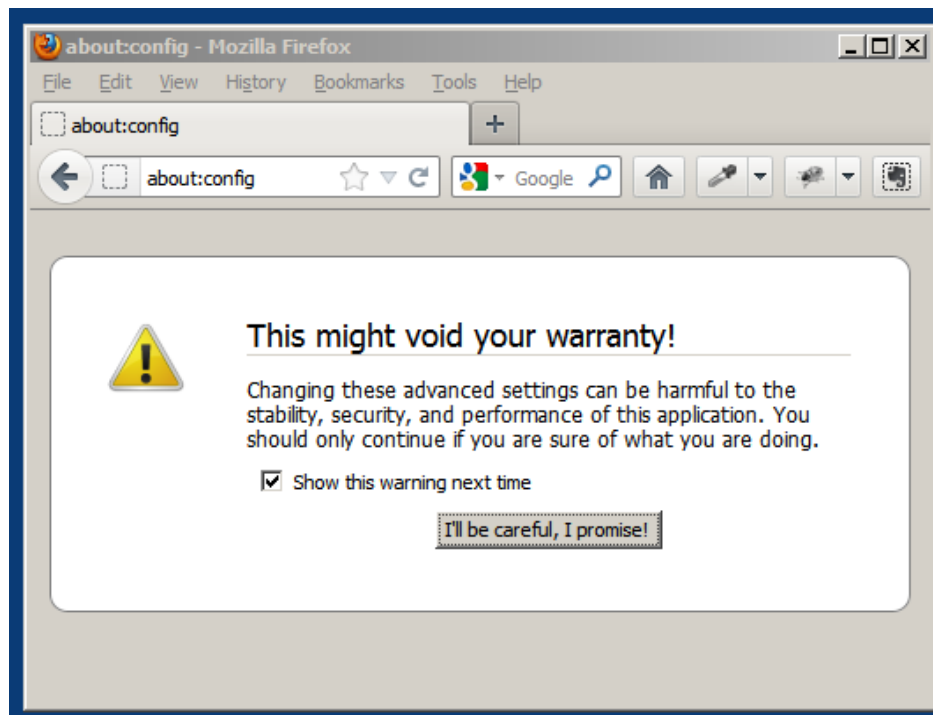 about:config - Mozilla Firefox
File Edit View History Bookmarks Tools Help
about:config
about:config Google
This might void your warranty!
Changing these advanced settings can be harmful to the
stability, security, and performance of this application. You
should only continue if you are sure of what you are doing.
Show this warning next time
I'll be careful, I promise!